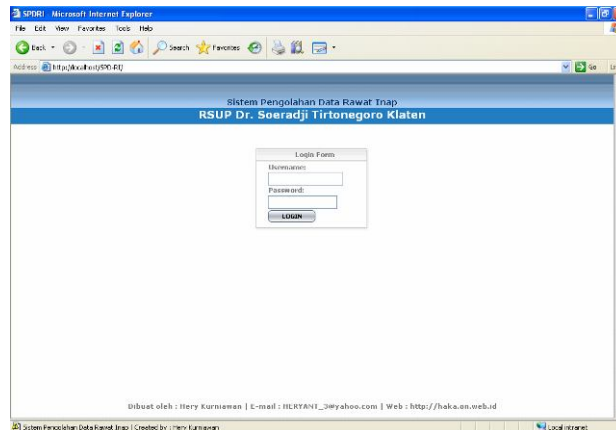 SPDRI Microsoft Internet Explorer
File Edit View Favorites Tools Help
Back Search Favorites
Address http://localhost/SPD-RI/ Go
Sistem Pengolahan Data Rawat Inap
RSUP Dr. Soeradji Tirtonegoro Klaten
Login Form
Username:
Password:
LOGIN
Dibuat oleh : Hery Kurniawan | E-mail : HERYANT_3@yahoo.com | Web : http://haka.on.web.id
Sistem Pengolahan Data Rawat Inap | Created by : Hery Kurniawan Local intranet